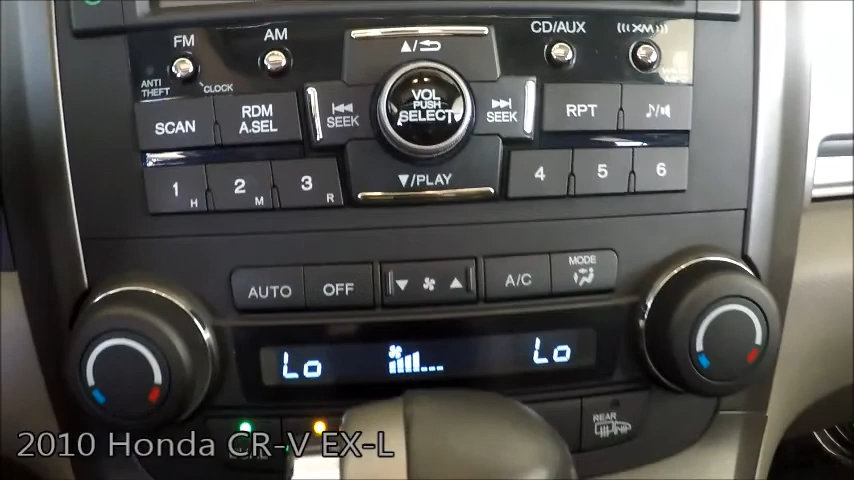 FM AM CD/AUX XM
ANTI
THEFT
CLOCK
SCAN
RDM
A.SEL
SEEK
VOL
PUSH
SELECT
SEEK
RPT
1 H 2 M 3 R
/PLAY
4 5 6
AUTO OFF A/C MODE
Lo Lo
REAR
2010 Honda CR-V EX-L